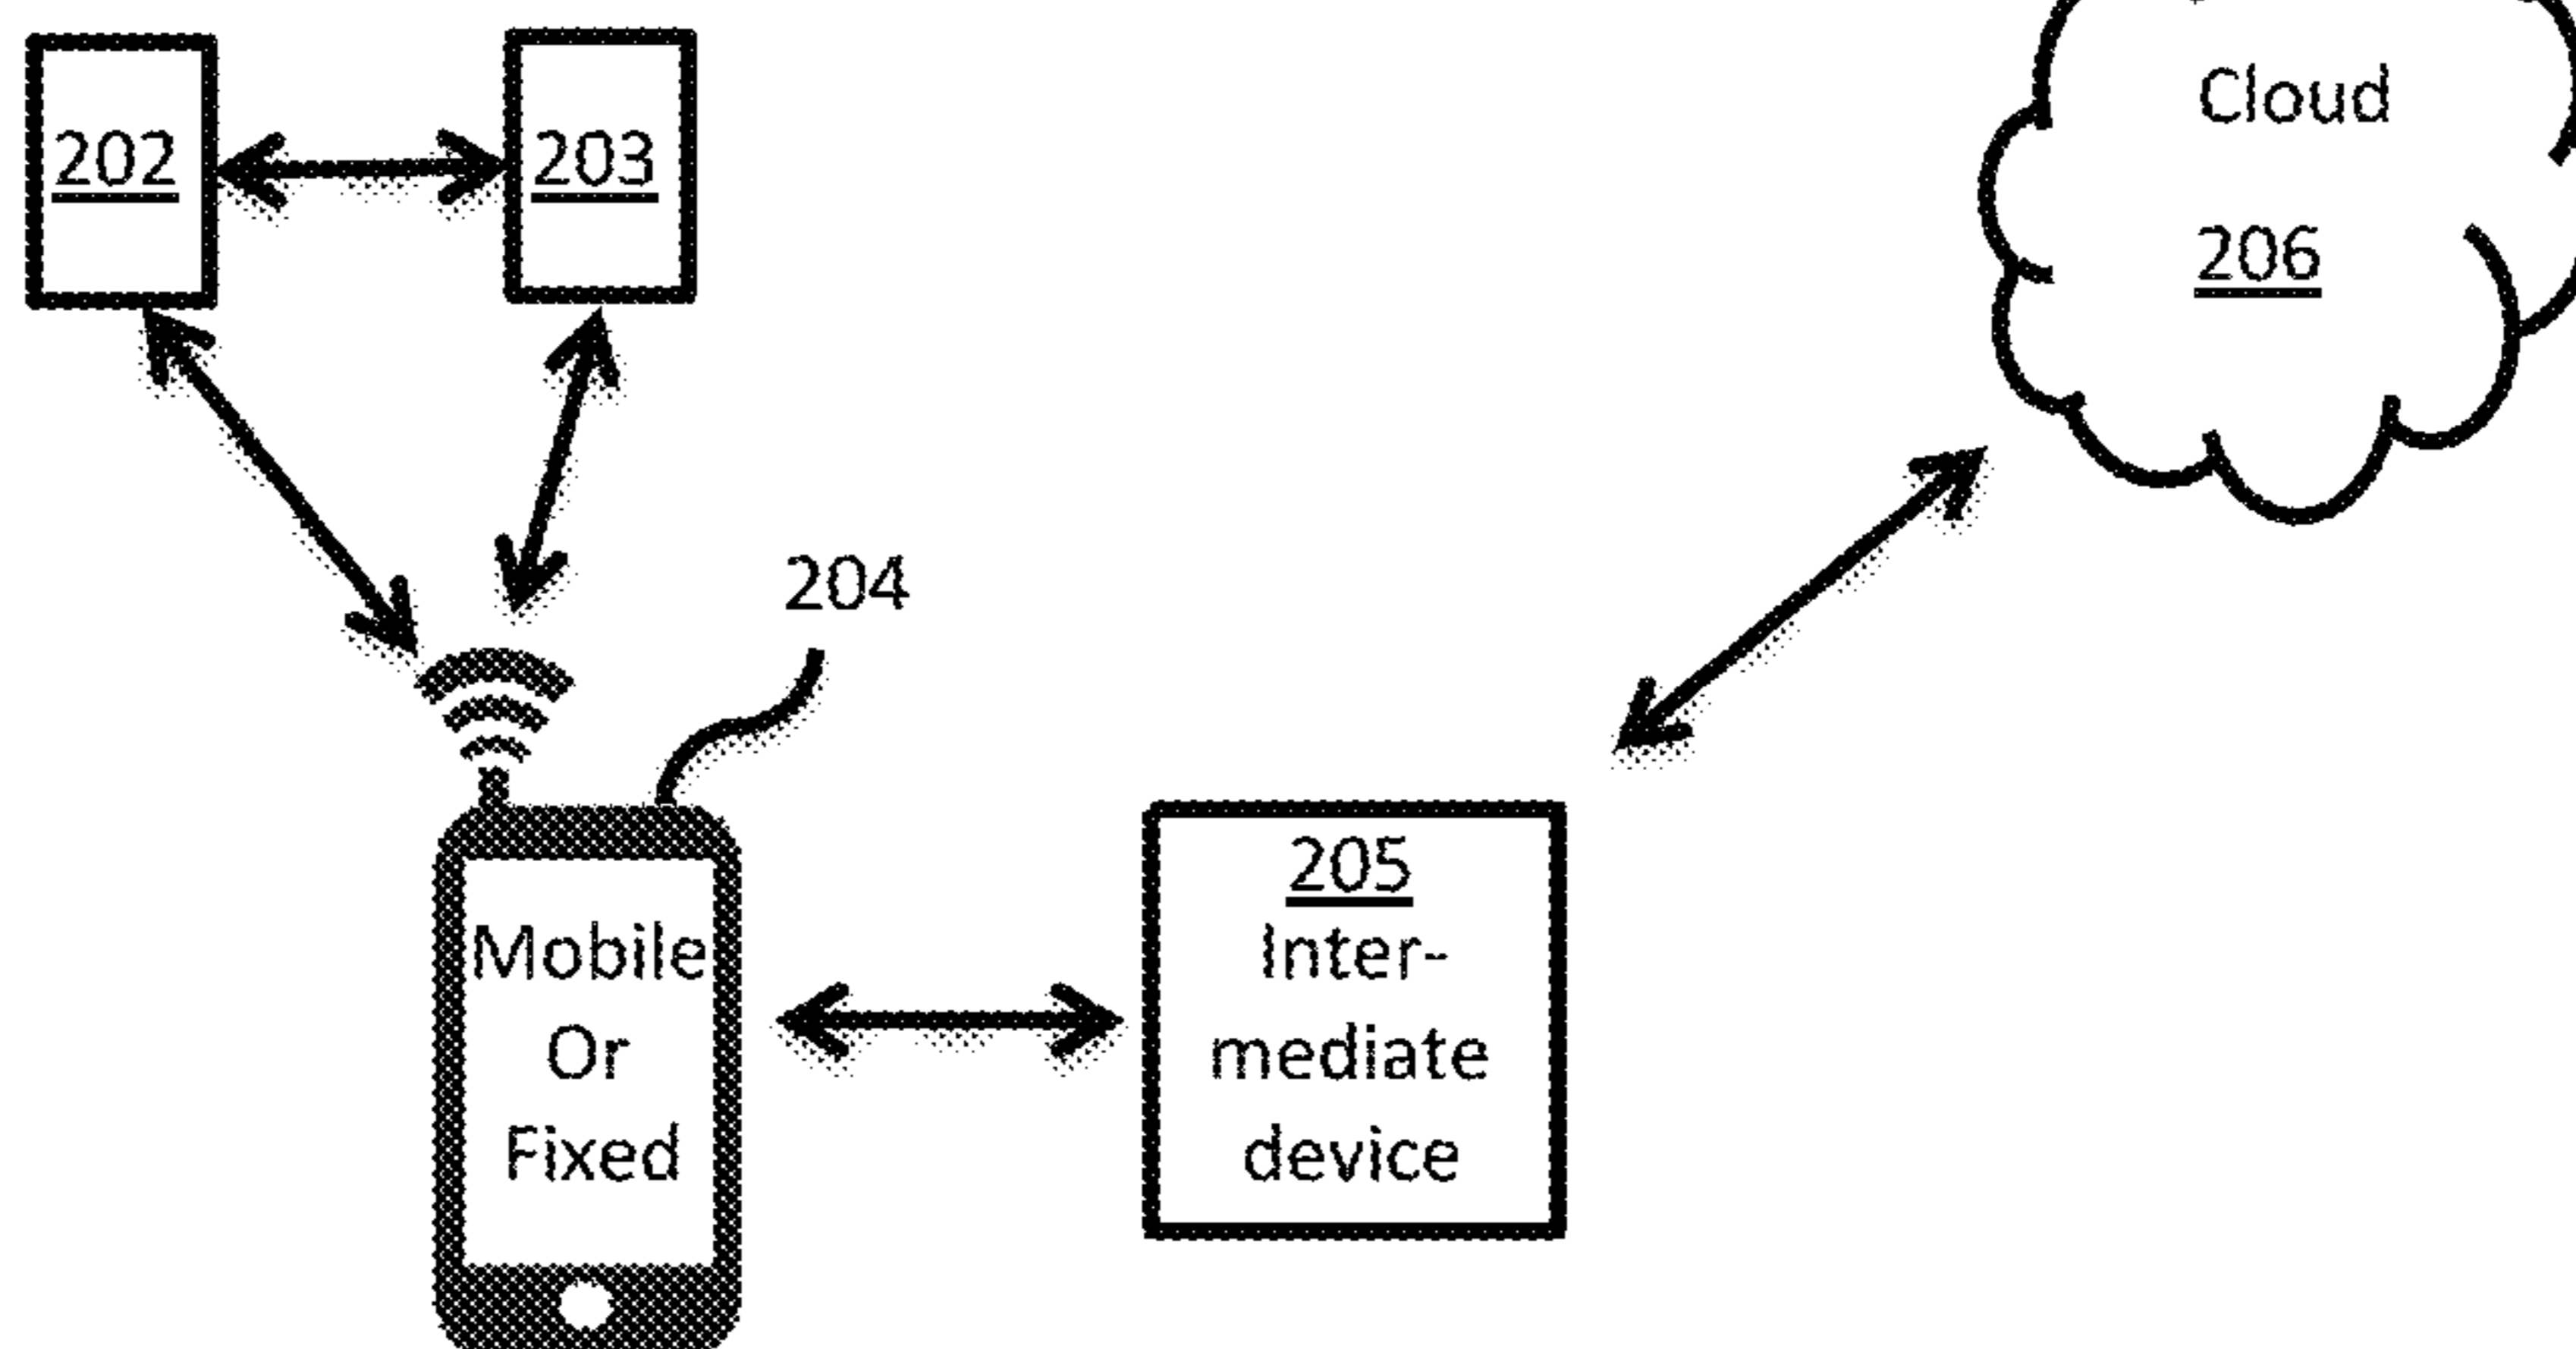 202
203
Cloud
206
204
Mobile
Or
Fixed
205
Inter-
mediate
device